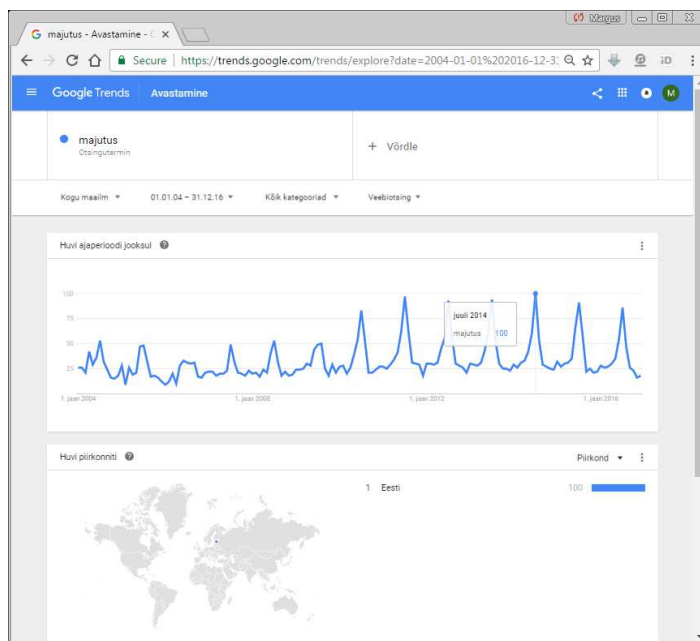 Margus
majutus - Avastamine - G
Secure | https://trends.google.com/trends/explore?date=2004-01-01%202016-12-31
Google Trends Avastamine
M
majutus
Otsingutermin
+ Võrdle
Kogu maailm
01.01.04 – 31.12.16
Kõik kategooriad
Veebiotsing
Huvi ajaperioodi jooksul
100
75
50
25
juuli 2014
majutus 100
1. jaan 2004
1. jaan 2008
1. jaan 2012
1. jaan 2016
Huvi piirkonniti
Piirkond
1 Eesti 100